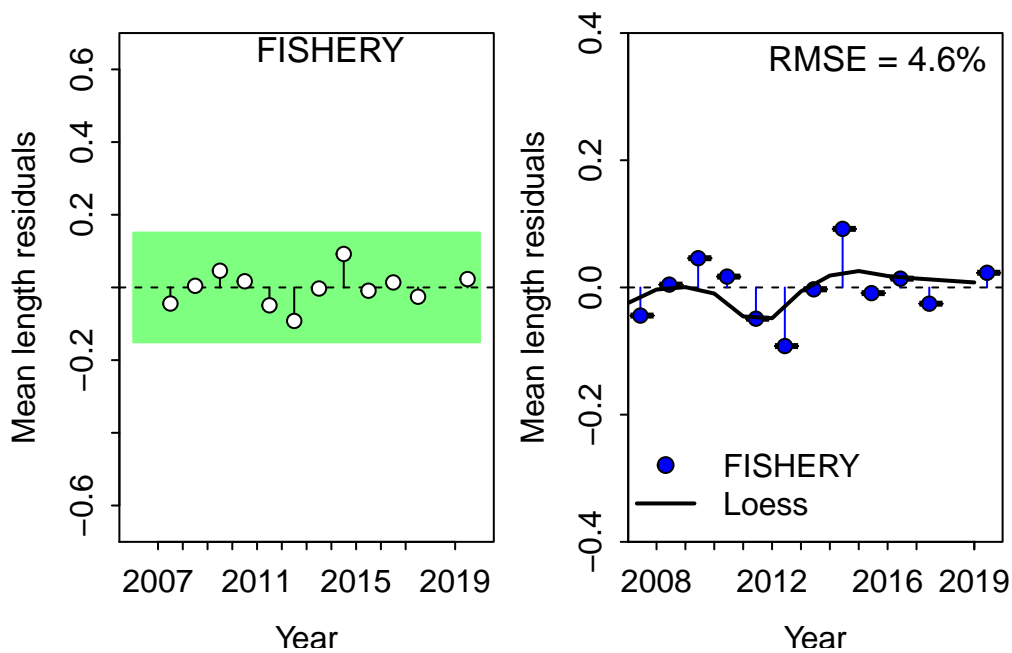 FISHERY
Mean length residuals
0.6
0.4
0.2
−0.2
−0.6
2007 2011 2015 2019
Year
RMSE = 4.6%
Mean length residuals
0.4
0.2
0.0
−0.2
−0.4
FISHERY
Loess
2008 2012 2016 2019
Year